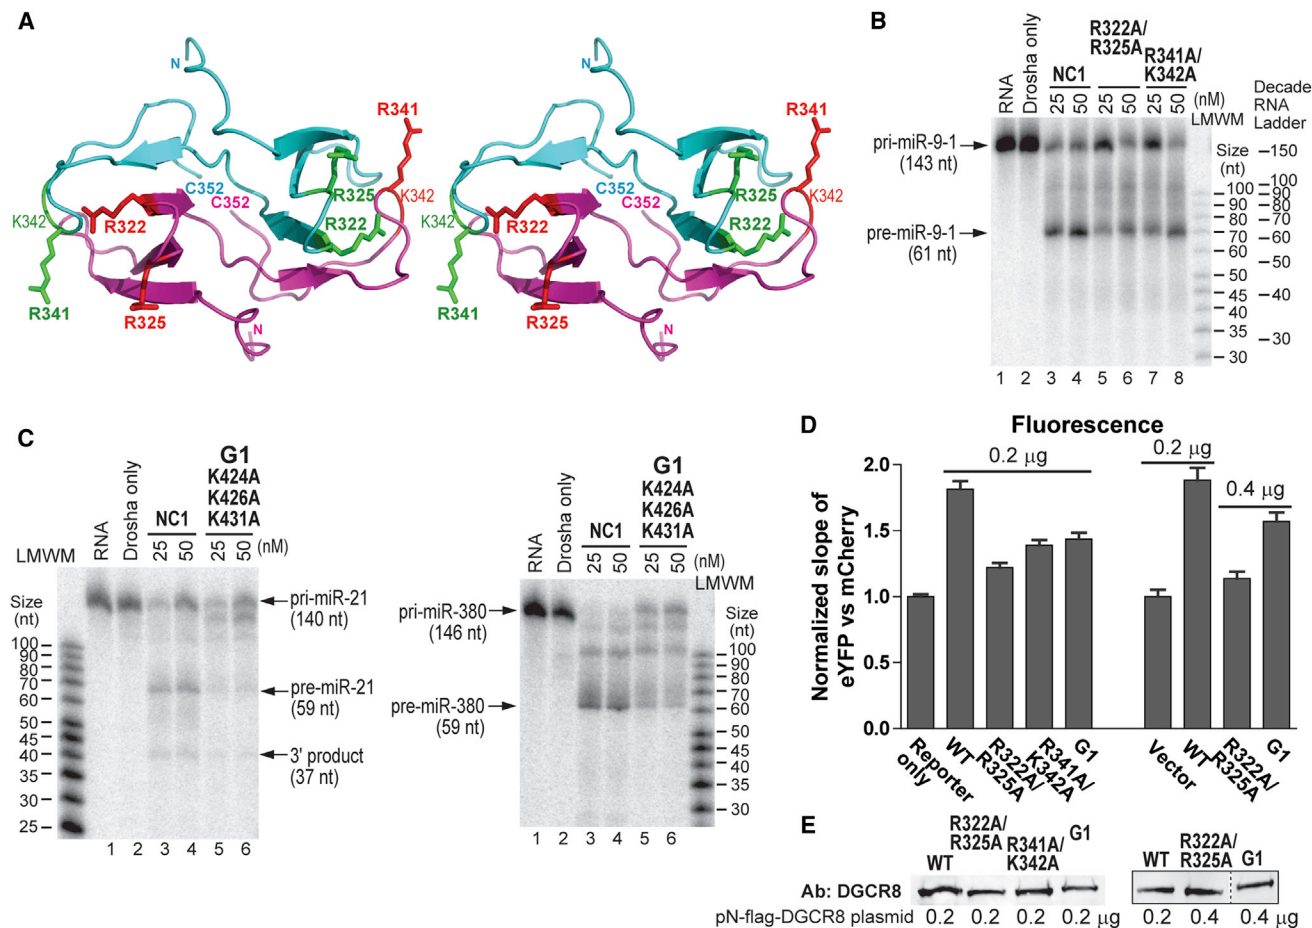 A
N
R341
K342
R325
C352
C352
R322
R322
K342
R341
R325
N
N
R341
K342
R325
C352
C352
R322
R322
K342
R341
R325
N
B
RNA
Drosha only
NC1
R322A/
R325A
R341A/
K342A
25 50 25 50 25 50 (nM)
LMWM
Decade
RNA
Ladder
Size
(nt)
pri-miR-9-1
(143 nt)
pre-miR-9-1
(61 nt)
100
90
80
70
60
50
45
40
35
30
150
100
90
80
70
60
50
40
30
1 2 3 4 5 6 7 8
C
LMWM
RNA
Drosha only
NC1
G1
K424A
K426A
K431A
25 50 25 50 (nM)
Size
(nt)
100
90
80
70
60
50
45
40
35
30
25
pri-miR-21
(140 nt)
pre-miR-21
(59 nt)
3' product
(37 nt)
1 2 3 4 5 6
RNA
Drosha only
NC1
G1
K424A
K426A
K431A
25 50 25 50 (nM)
LMWM
Size
(nt)
pri-miR-380
(146 nt)
pre-miR-380
(59 nt)
100
90
80
70
60
50
45
40
35
30
1 2 3 4 5 6
D
Fluorescence
Normalized slope of
eYFP vs mCherry
2.0
1.5
1.0
0.5
0.0
0.2 μg
0.2 μg
0.4 μg
Reporter
only
WT
R322A/
R325A
R341A/
K342A
G1
Vector
WT
R322A/
R325A
G1
E
WT
R322A/
R325A
R341A/
K342A
G1
WT
R322A/
R325A
G1
Ab: DGCR8
pN-flag-DGCR8 plasmid 0.2 0.2 0.2 0.2 μg 0.2 0.4 0.4 μg